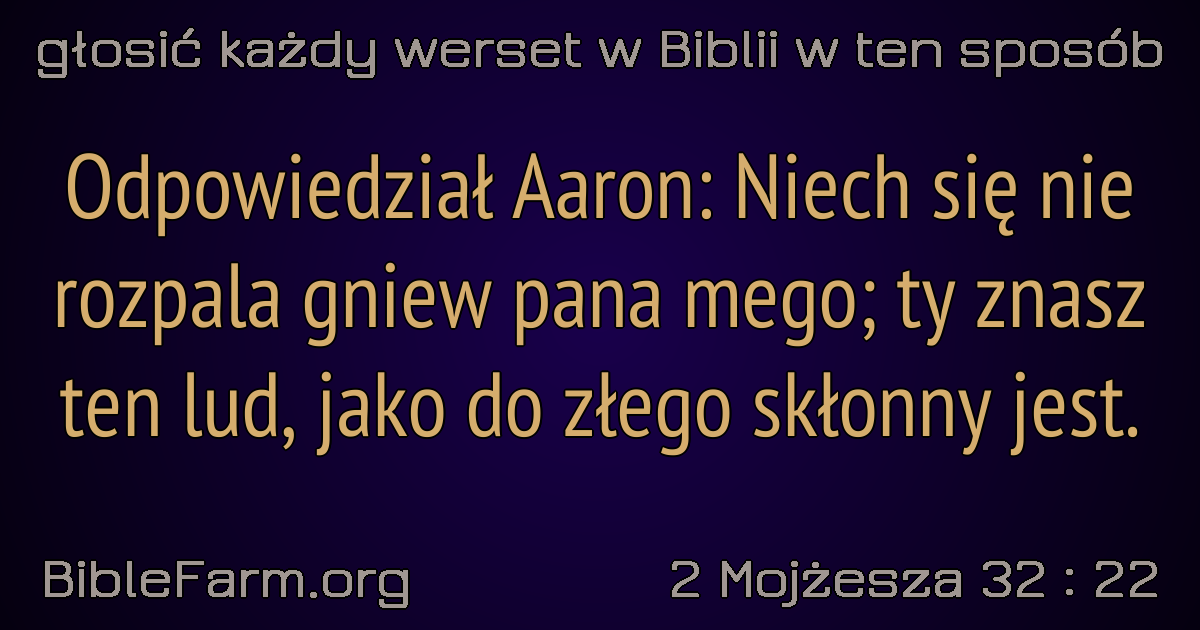 głosić każdy werset w Biblii w ten sposób
Odpowiedział Aaron: Niech się nie
rozpala gniew pana mego; ty znasz
ten lud, jako do złego skłonny jest.
BibleFarm.org
2 Mojżesza 32 : 22